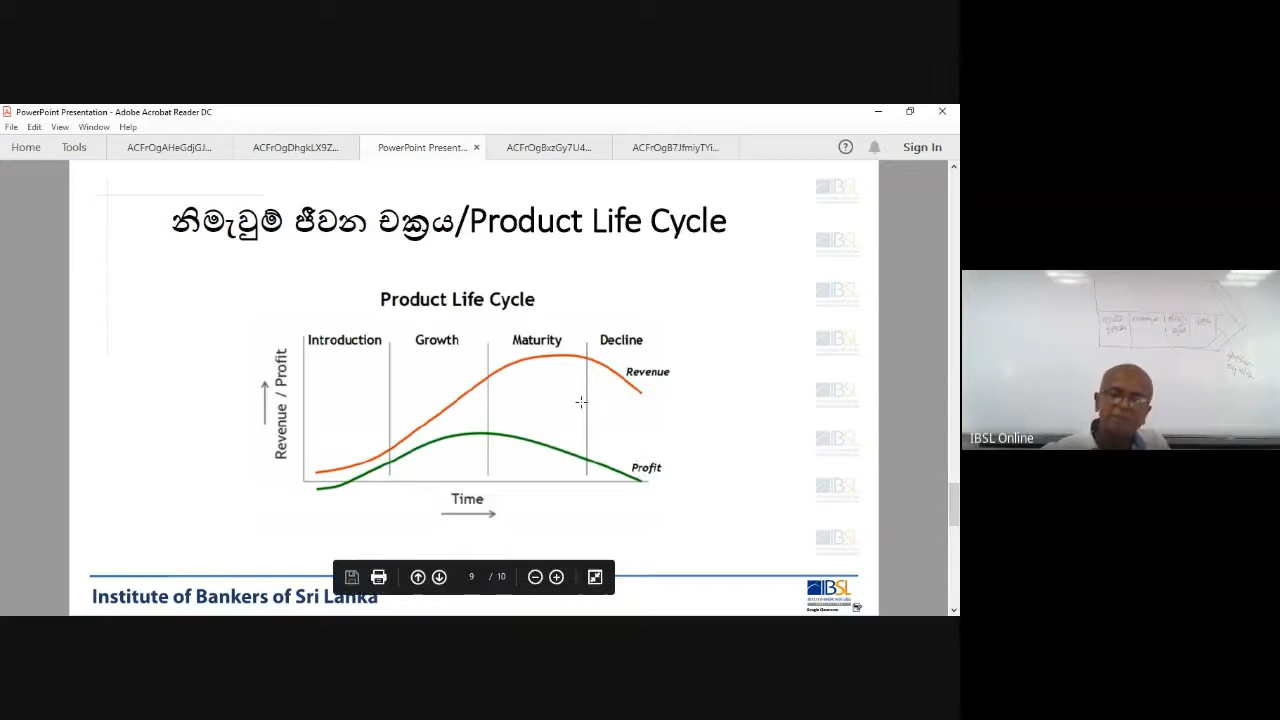 PowerPoint Presentation - Adobe Acrobat Reader DC
File Edit View Window Help
Home Tools ACFrOgAHeGdjGJ... ACFrOgDhgkLX9Z... PowerPoint Present... ACFrOgBxzGy7U4... ACFrOgB7JfmiyTYi... Sign In
නිමැවුම් ජීවන චක්‍රය/Product Life Cycle
Product Life Cycle
Introduction Growth Maturity Decline
Revenue
Revenue / Profit
Profit
Time
9 / 10
Institute of Bankers of Sri Lanka
IBSL
IBSL Online